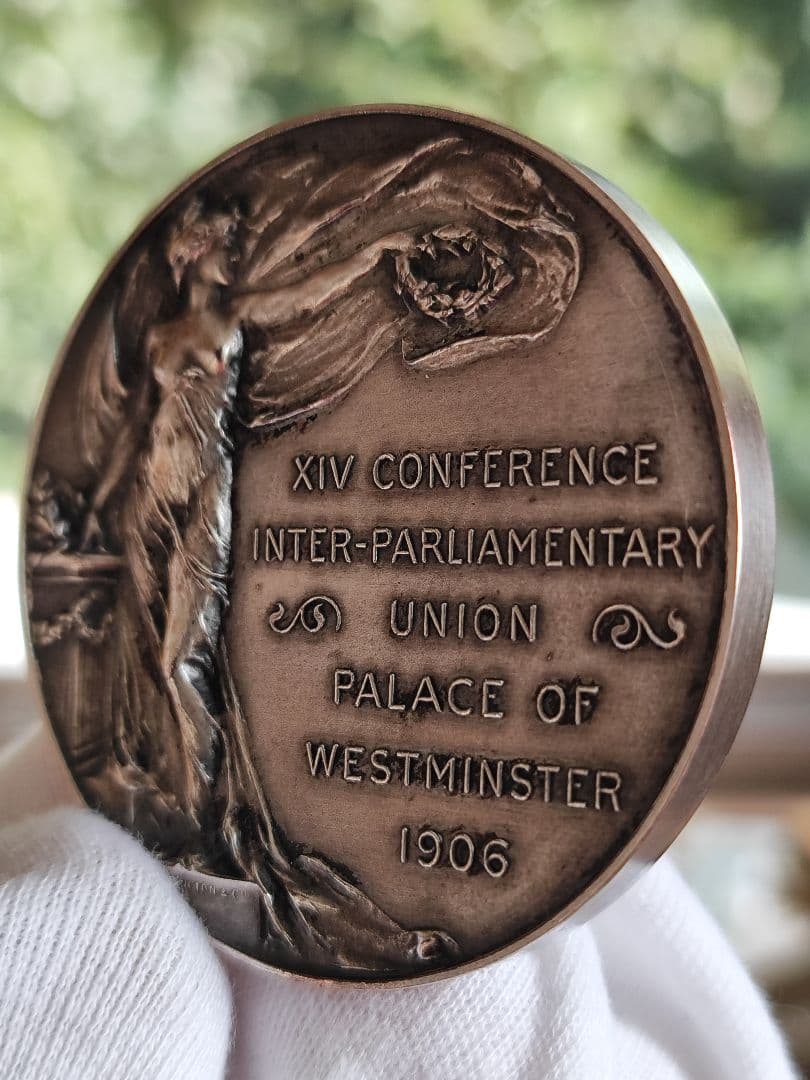 XIV CONFERENCE
INTER-PARLIAMENTARY
UNION
PALACE OF
WESTMINSTER
1906